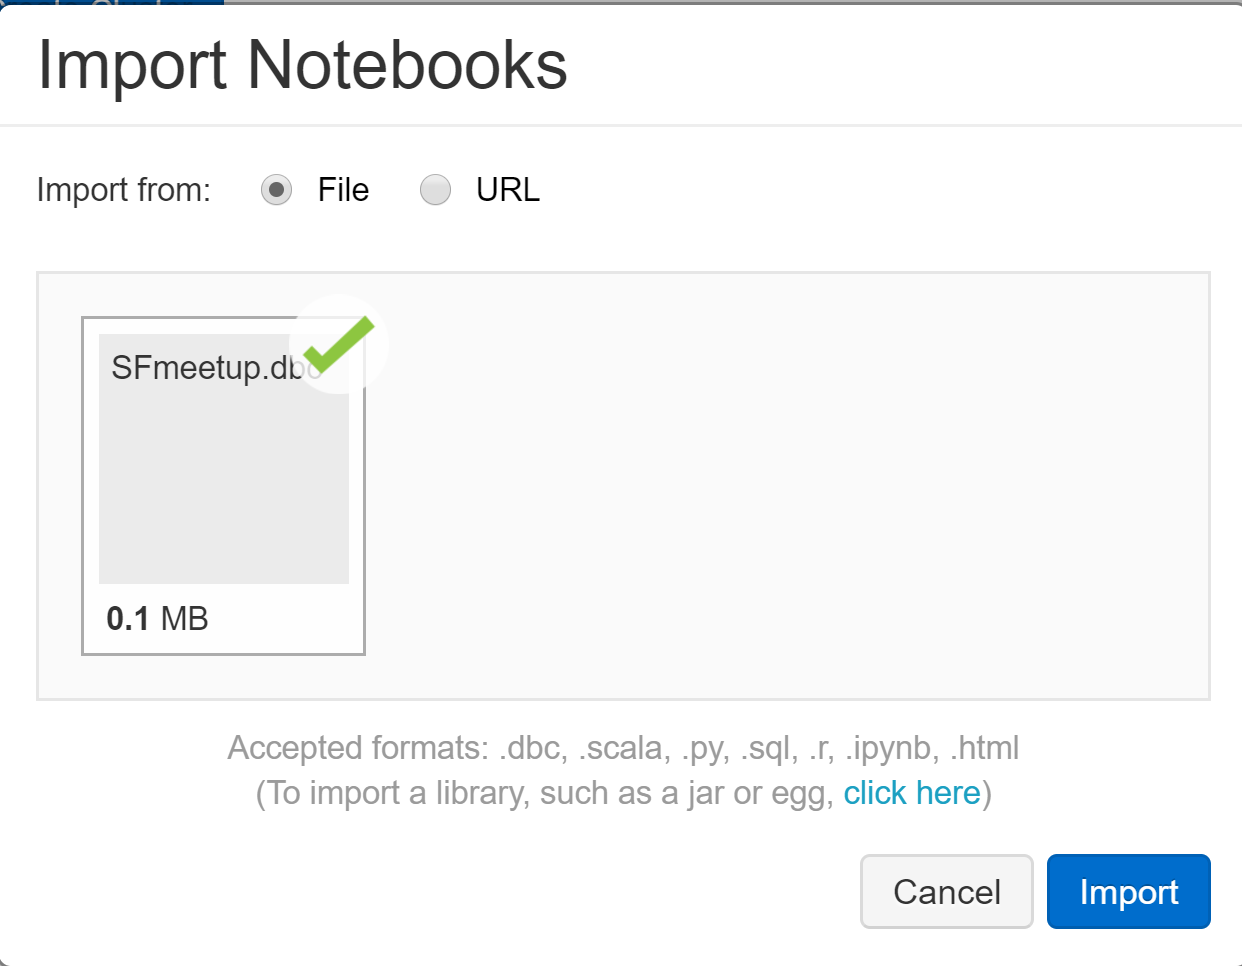 Import Notebooks
Import from: File URL
SFmeetup.dbc
0.1 MB
Accepted formats: .dbc, .scala, .py, .sql, .r, .ipynb, .html
(To import a library, such as a jar or egg, click here)
Cancel Import